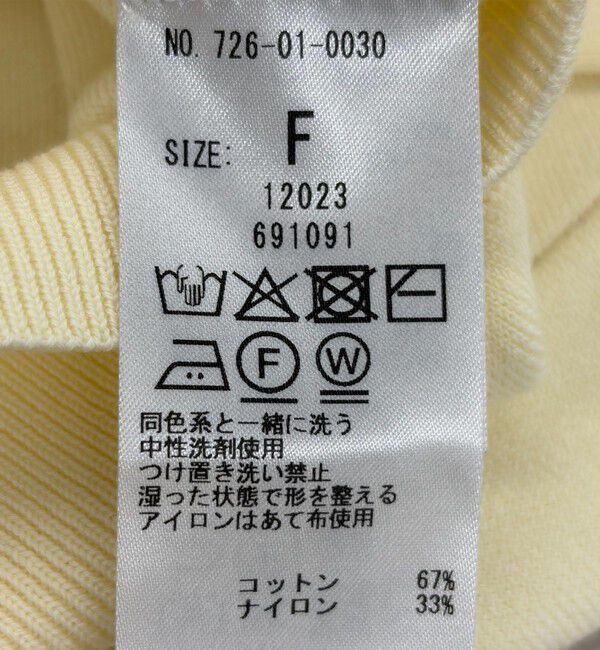 NO. 726-01-0030
SIZE: F
12023
691091
F W
同色系と一緒に洗う
中性洗剤使用
つけ置き洗い禁止
湿った状態で形を整える
アイロンはあて布使用
コットン 67%
ナイロン 33%